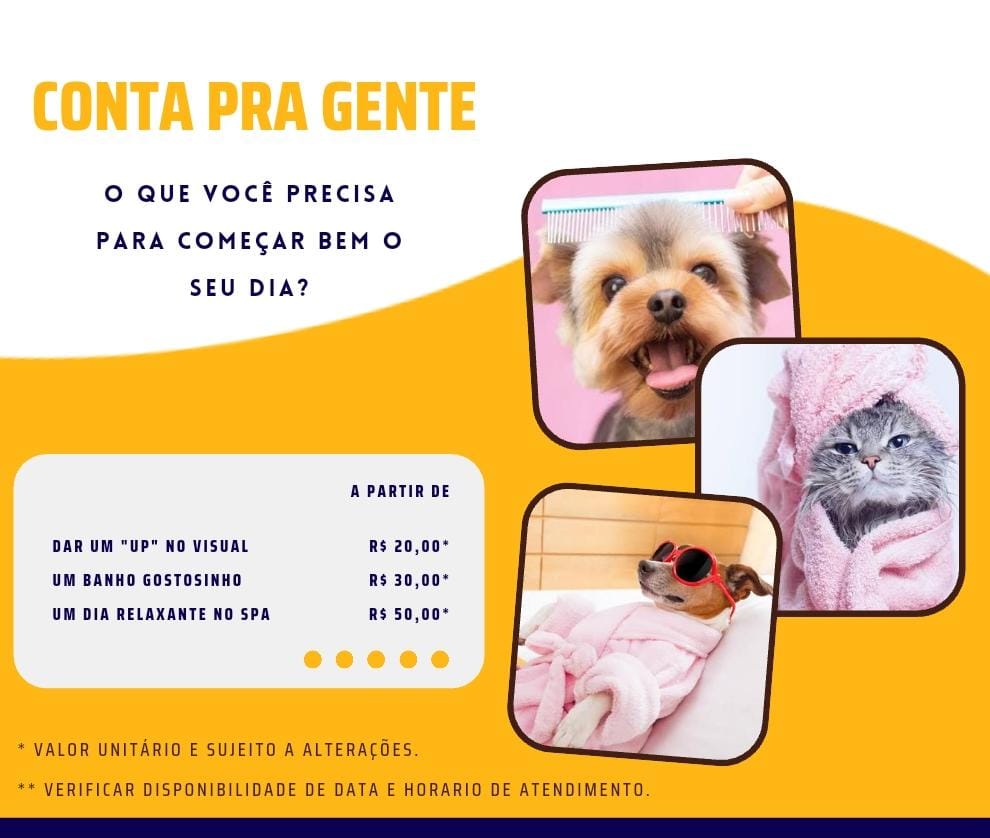 CONTA PRA GENTE
O QUE VOCÊ PRECISA
PARA COMEÇAR BEM O
SEU DIA?
A PARTIR DE
DAR UM "UP" NO VISUAL R$ 20,00*
UM BANHO GOSTOSINHO R$ 30,00*
UM DIA RELAXANTE NO SPA R$ 50,00*
* VALOR UNITÁRIO E SUJEITO A ALTERAÇÕES.
** VERIFICAR DISPONIBILIDADE DE DATA E HORARIO DE ATENDIMENTO.